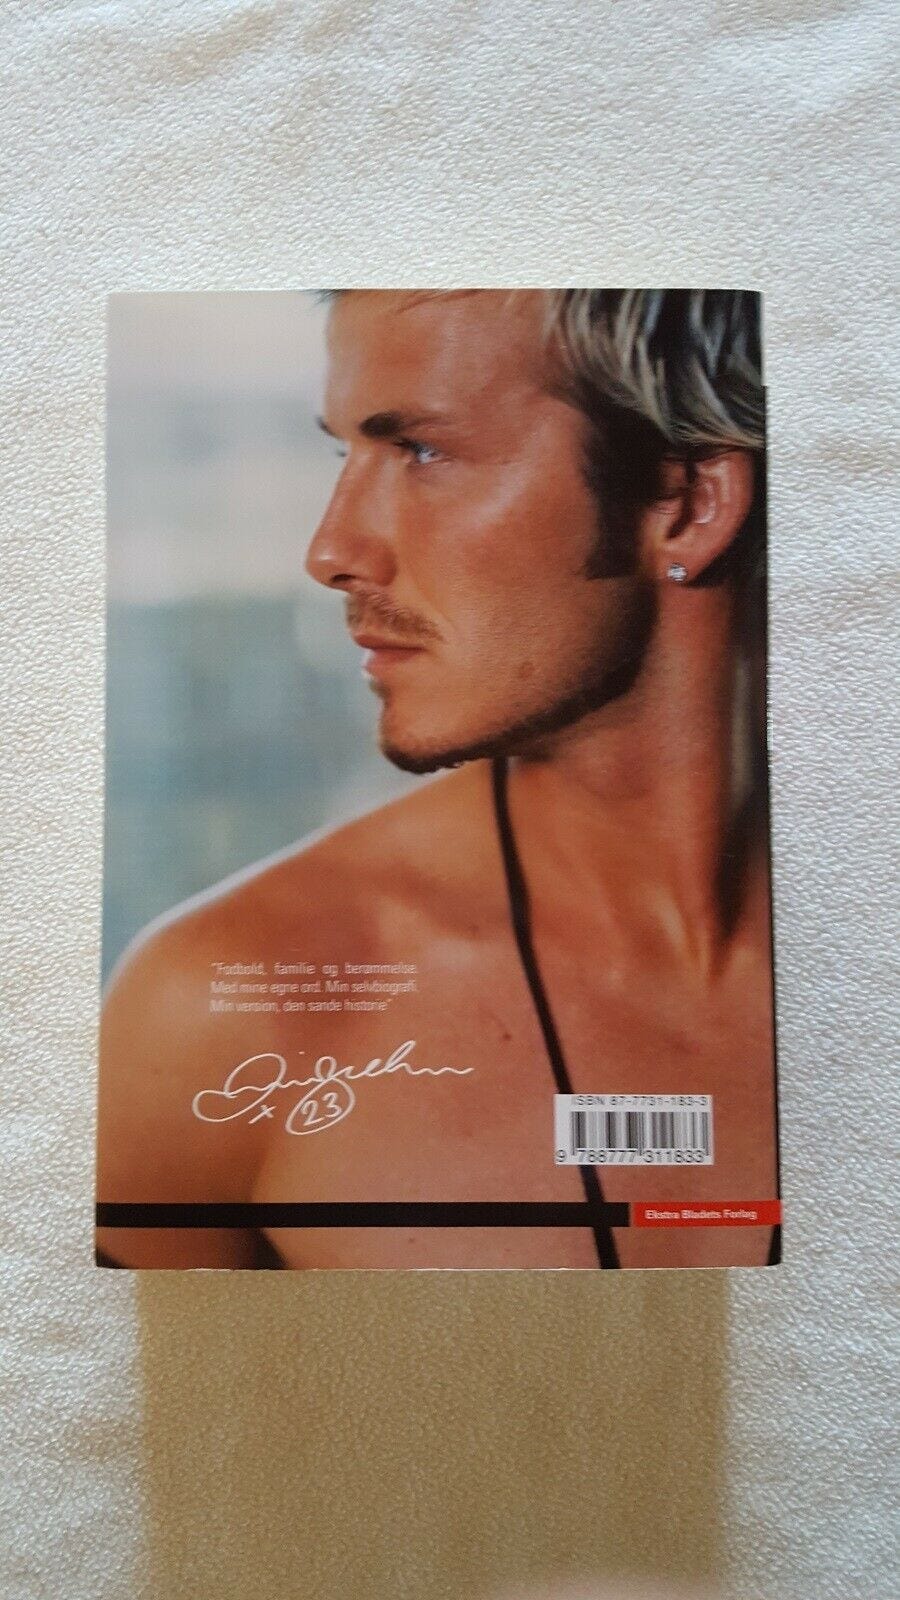 "Fodbold, familie og berømmelse.
Med mine egne ord. Min selvbiografi.
Min version, den sande historie"
x 23
ISBN 87-7731-183-3
9 788777 311833
Ekstra Bladets Forlag